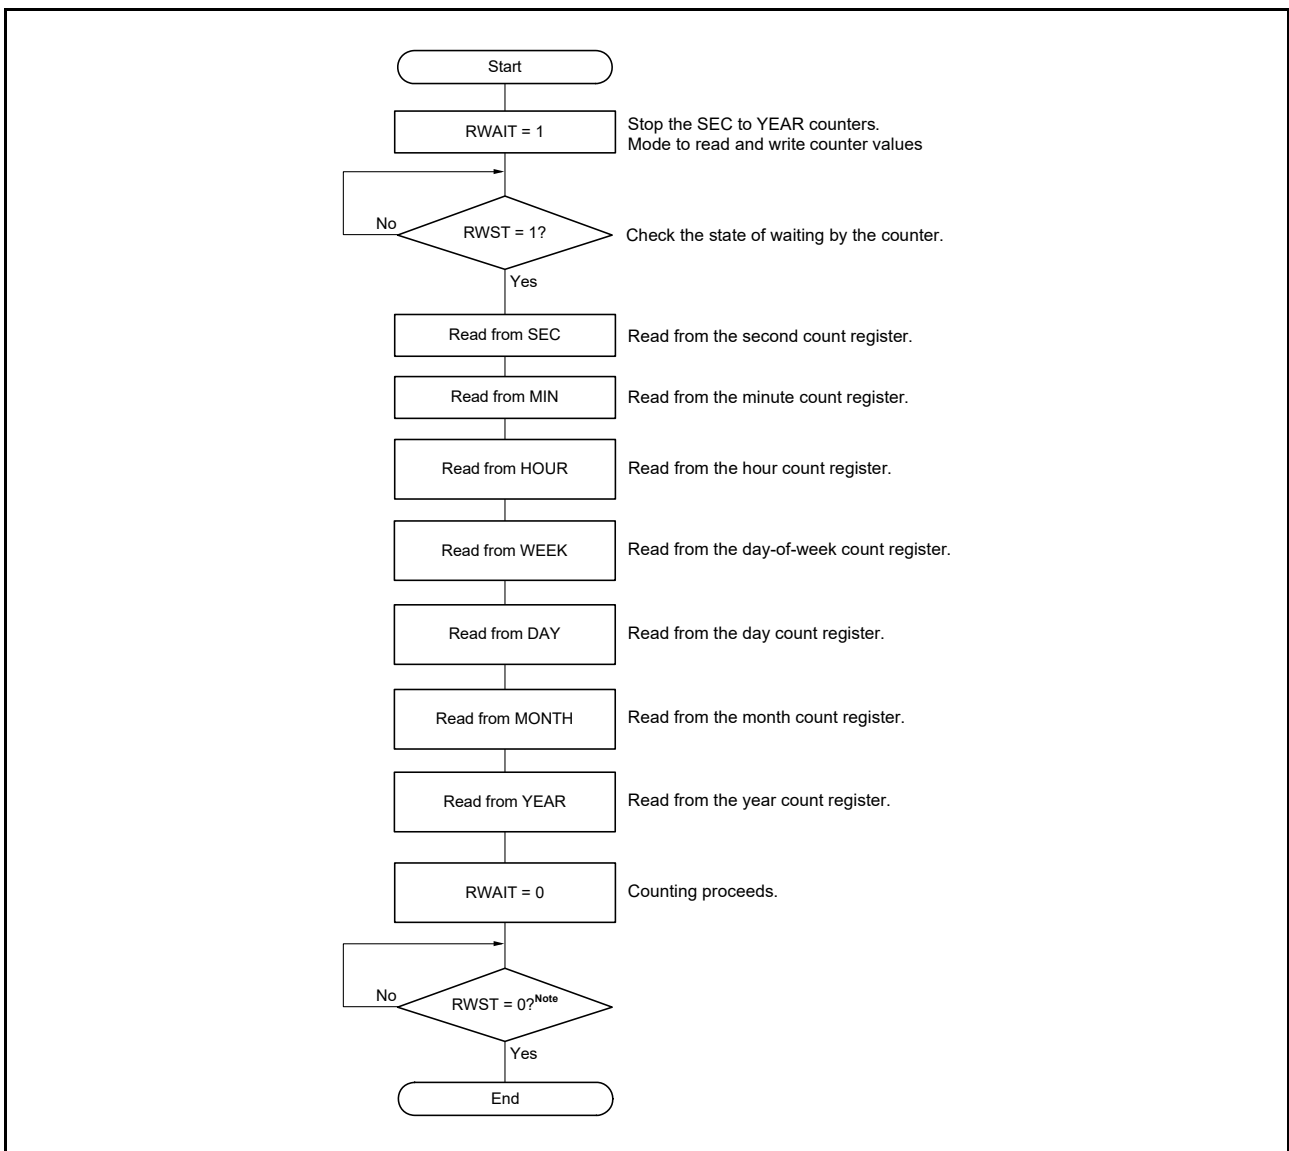 Start
RWAIT = 1
Stop the SEC to YEAR counters.
Mode to read and write counter values
No
RWST = 1?
Check the state of waiting by the counter.
Yes
Read from SEC
Read from the second count register.
Read from MIN
Read from the minute count register.
Read from HOUR
Read from the hour count register.
Read from WEEK
Read from the day-of-week count register.
Read from DAY
Read from the day count register.
Read from MONTH
Read from the month count register.
Read from YEAR
Read from the year count register.
RWAIT = 0
Counting proceeds.
No
RWST = 0?Note
Yes
End